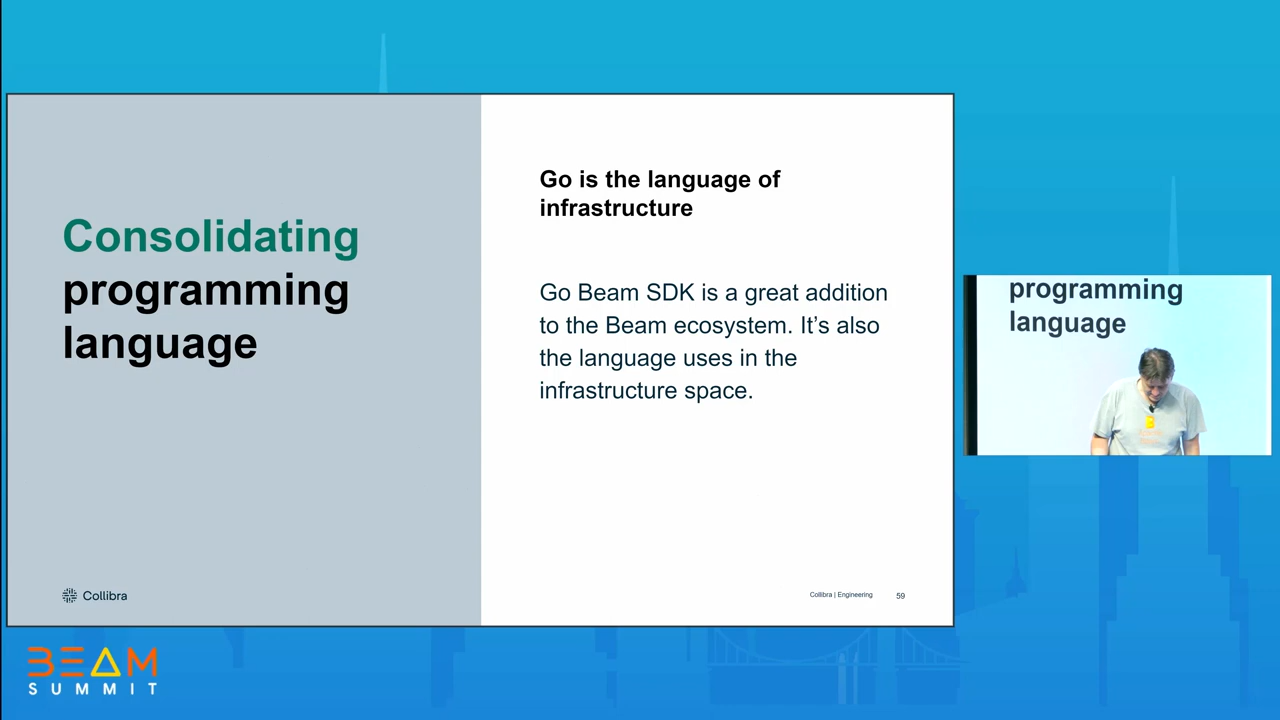 Consolidating
programming
language
Go is the language of
infrastructure
Go Beam SDK is a great addition
to the Beam ecosystem. It’s also
the language uses in the
infrastructure space.
Collibra
Collibra | Engineering
59
programming
language
BEAM
SUMMIT